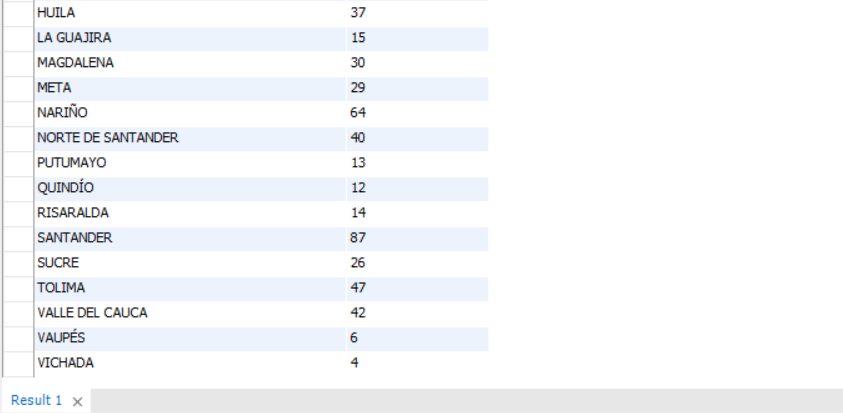 HUILA 37
LA GUAJIRA 15
MAGDALENA 30
META 29
NARIÑO 64
NORTE DE SANTANDER 40
PUTUMAYO 13
QUINDÍO 12
RISARALDA 14
SANTANDER 87
SUCRE 26
TOLIMA 47
VALLE DEL CAUCA 42
VAUPÉS 6
VICHADA 4
Result 1 ×